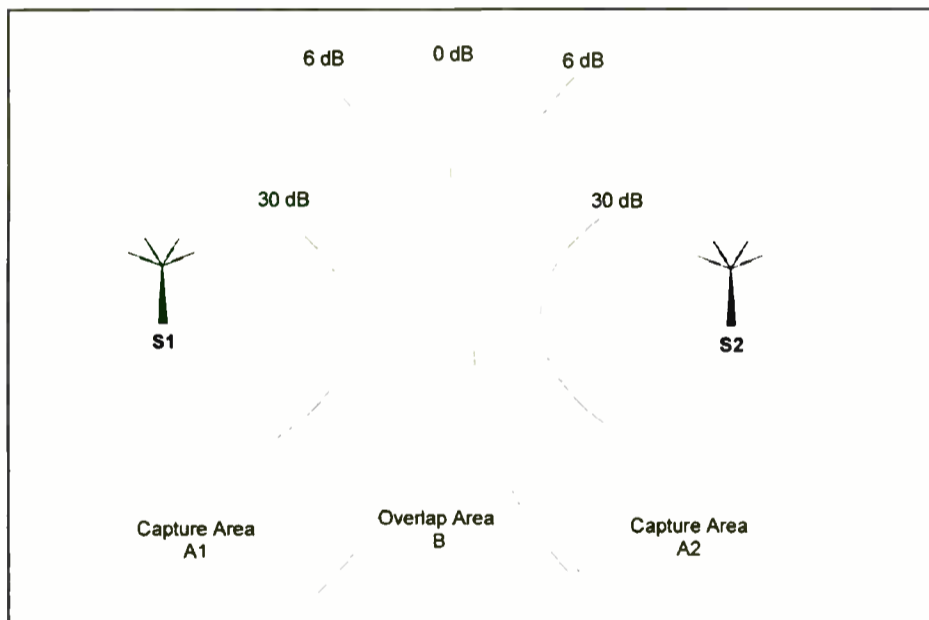 6 dB
0 dB
6 dB
30 dB
30 dB
S1
S2
Capture Area
A1
Overlap Area
B
Capture Area
A2